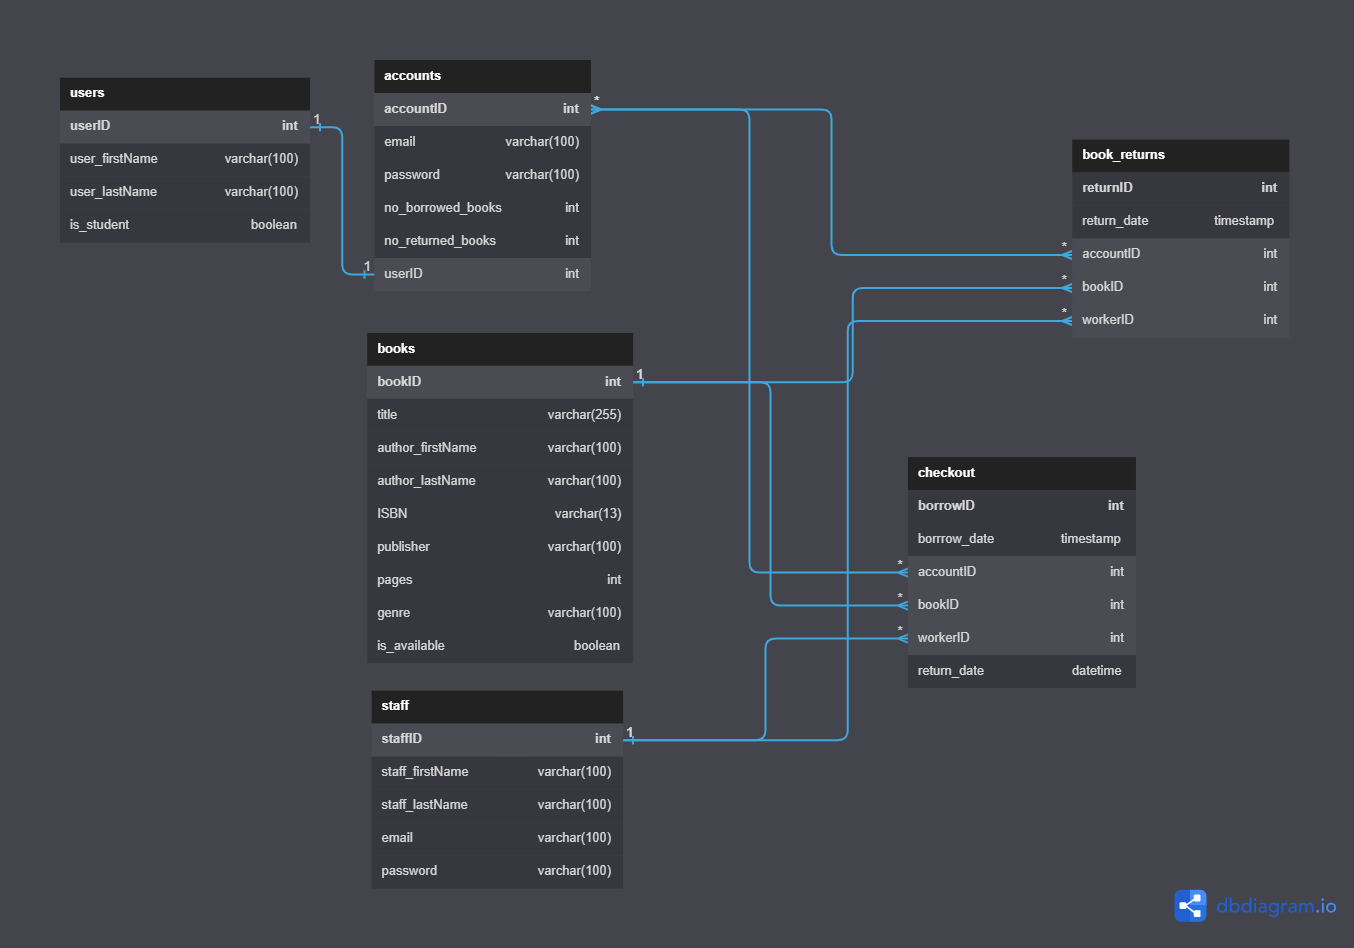 users
userID int
user_firstName varchar(100)
user_lastName varchar(100)
is_student boolean
1
1
accounts
accountID int
email varchar(100)
password varchar(100)
no_borrowed_books int
no_returned_books int
userID int
*
books
bookID int
title varchar(255)
author_firstName varchar(100)
author_lastName varchar(100)
ISBN varchar(13)
publisher varchar(100)
pages int
genre varchar(100)
is_available boolean
1
staff
staffID int
staff_firstName varchar(100)
staff_lastName varchar(100)
email varchar(100)
password varchar(100)
1
book_returns
returnID int
return_date timestamp
* accountID int
* bookID int
* workerID int
checkout
borrowID int
borrrow_date timestamp
* accountID int
* bookID int
* workerID int
return_date datetime
dbdiagram.io